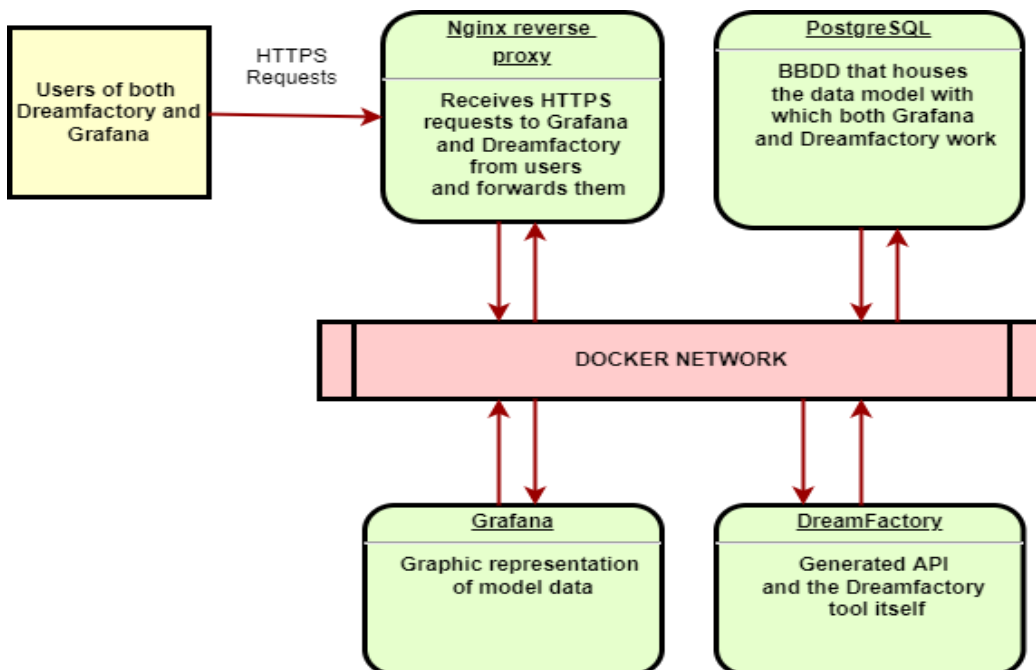 Users of both
Dreamfactory and
Grafana
HTTPS
Requests
Nginx reverse
proxy
Receives HTTPS
requests to Grafana
and Dreamfactory
from users
and forwards them
PostgreSQL
BBDD that houses
the data model with
which both Grafana
and Dreamfactory work
DOCKER NETWORK
Grafana
Graphic representation
of model data
DreamFactory
Generated API
and the Dreamfactory
tool itself